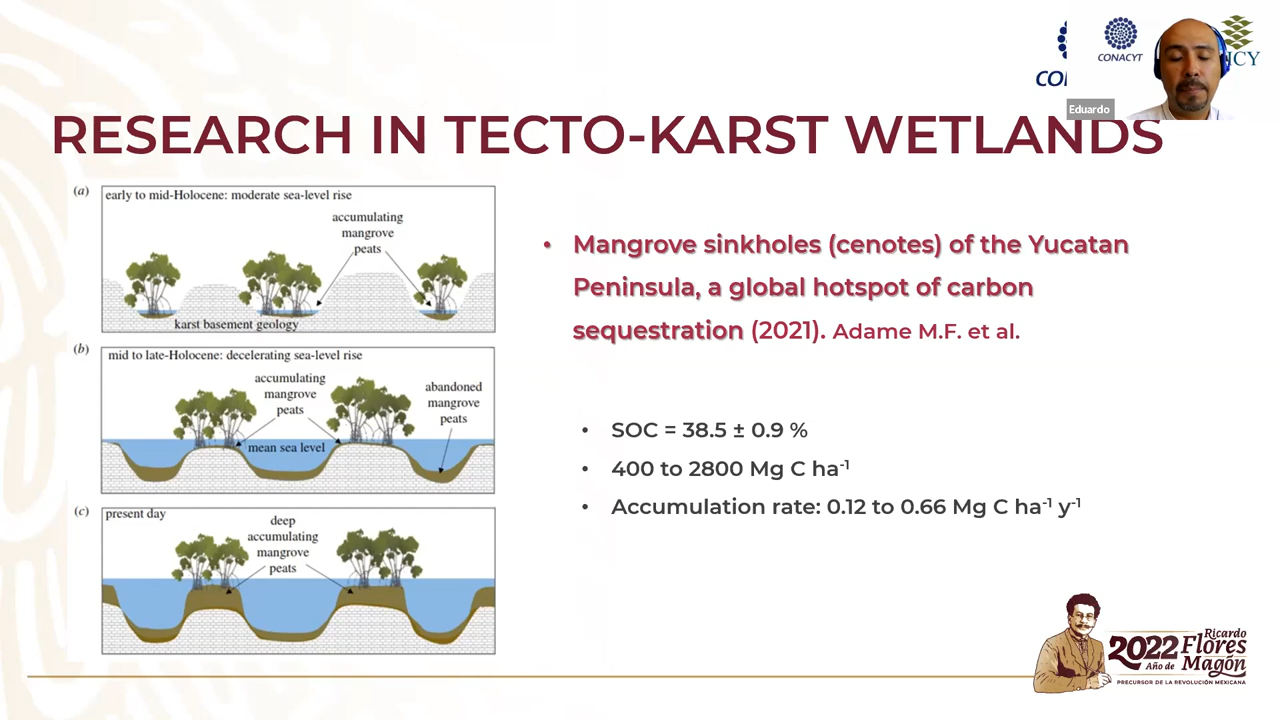 CONACYT
CO
ICY
Eduardo
RESEARCH IN TECTO-KARST WETLANDS
(a)
early to mid-Holocene: moderate sea-level rise
accumulating
mangrove
peats
karst basement geology
(b)
mid to late-Holocene: decelerating sea-level rise
accumulating
mangrove
peats
abandoned
mangrove
peats
mean sea level
(c)
present day
deep
accumulating
mangrove
peats
• Mangrove sinkholes (cenotes) of the Yucatan
Peninsula, a global hotspot of carbon
sequestration (2021). Adame M.F. et al.
• SOC = 38.5 ± 0.9 %
• 400 to 2800 Mg C ha⁻¹
• Accumulation rate: 0.12 to 0.66 Mg C ha⁻¹ y⁻¹
2022
Año de
Ricardo
Flores
Magón
PRECURSOR DE LA REVOLUCIÓN MEXICANA